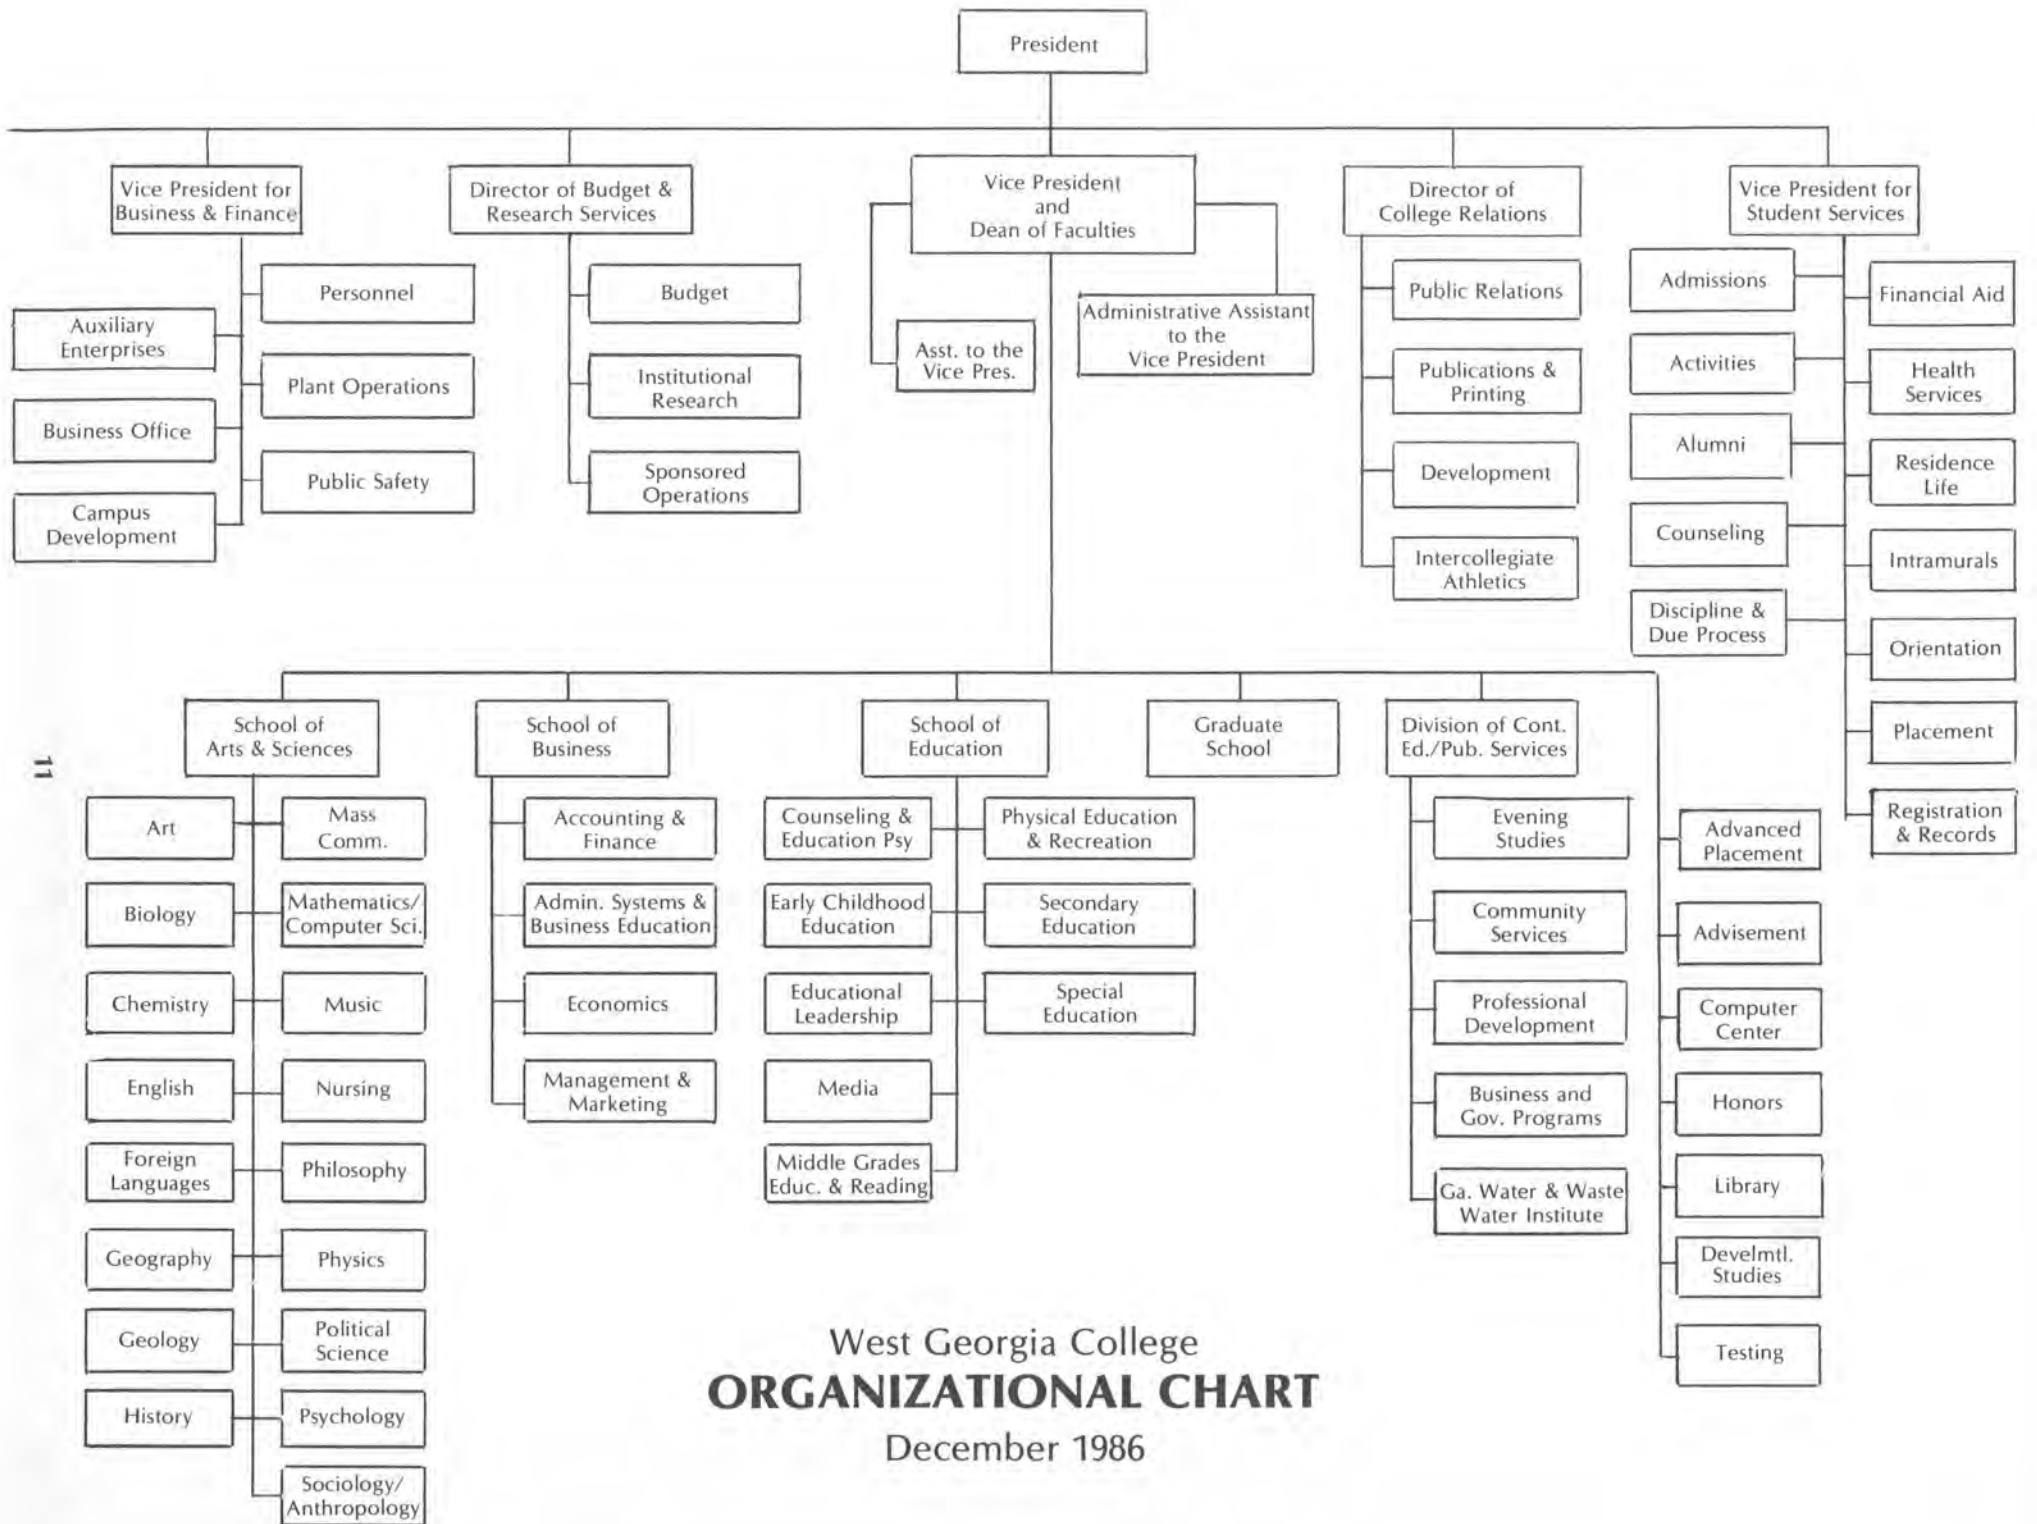 President
Vice President for
Business & Finance
Director of Budget &
Research Services
Vice President
and
Dean of Faculties
Director of
College Relations
Vice President for
Student Services
Personnel
Auxiliary
Enterprises
Plant Operations
Business Office
Public Safety
Campus
Development
Budget
Institutional
Research
Sponsored
Operations
Asst. to the
Vice Pres.
Administrative Assistant
to the
Vice President
Public Relations
Publications &
Printing
Development
Intercollegiate
Athletics
Admissions
Financial Aid
Activities
Health
Services
Alumni
Residence
Life
Counseling
Intramurals
Discipline &
Due Process
Orientation
Placement
Registration
& Records
School of
Arts & Sciences
School of
Business
School of
Education
Graduate
School
Division of Cont.
Ed./Pub. Services
11
Art
Mass
Comm.
Biology
Mathematics/
Computer Sci.
Chemistry
Music
English
Nursing
Foreign
Languages
Philosophy
Geography
Physics
Geology
Political
Science
History
Psychology
Sociology/
Anthropology
Accounting &
Finance
Admin. Systems &
Business Education
Economics
Management &
Marketing
Counseling &
Education Psy
Physical Education
& Recreation
Early Childhood
Education
Secondary
Education
Educational
Leadership
Special
Education
Media
Middle Grades
Educ. & Reading
Evening
Studies
Community
Services
Professional
Development
Business and
Gov. Programs
Ga. Water & Waste
Water Institute
Advanced
Placement
Advisement
Computer
Center
Honors
Library
Develmtl.
Studies
Testing
West Georgia College
ORGANIZATIONAL CHART
December 1986